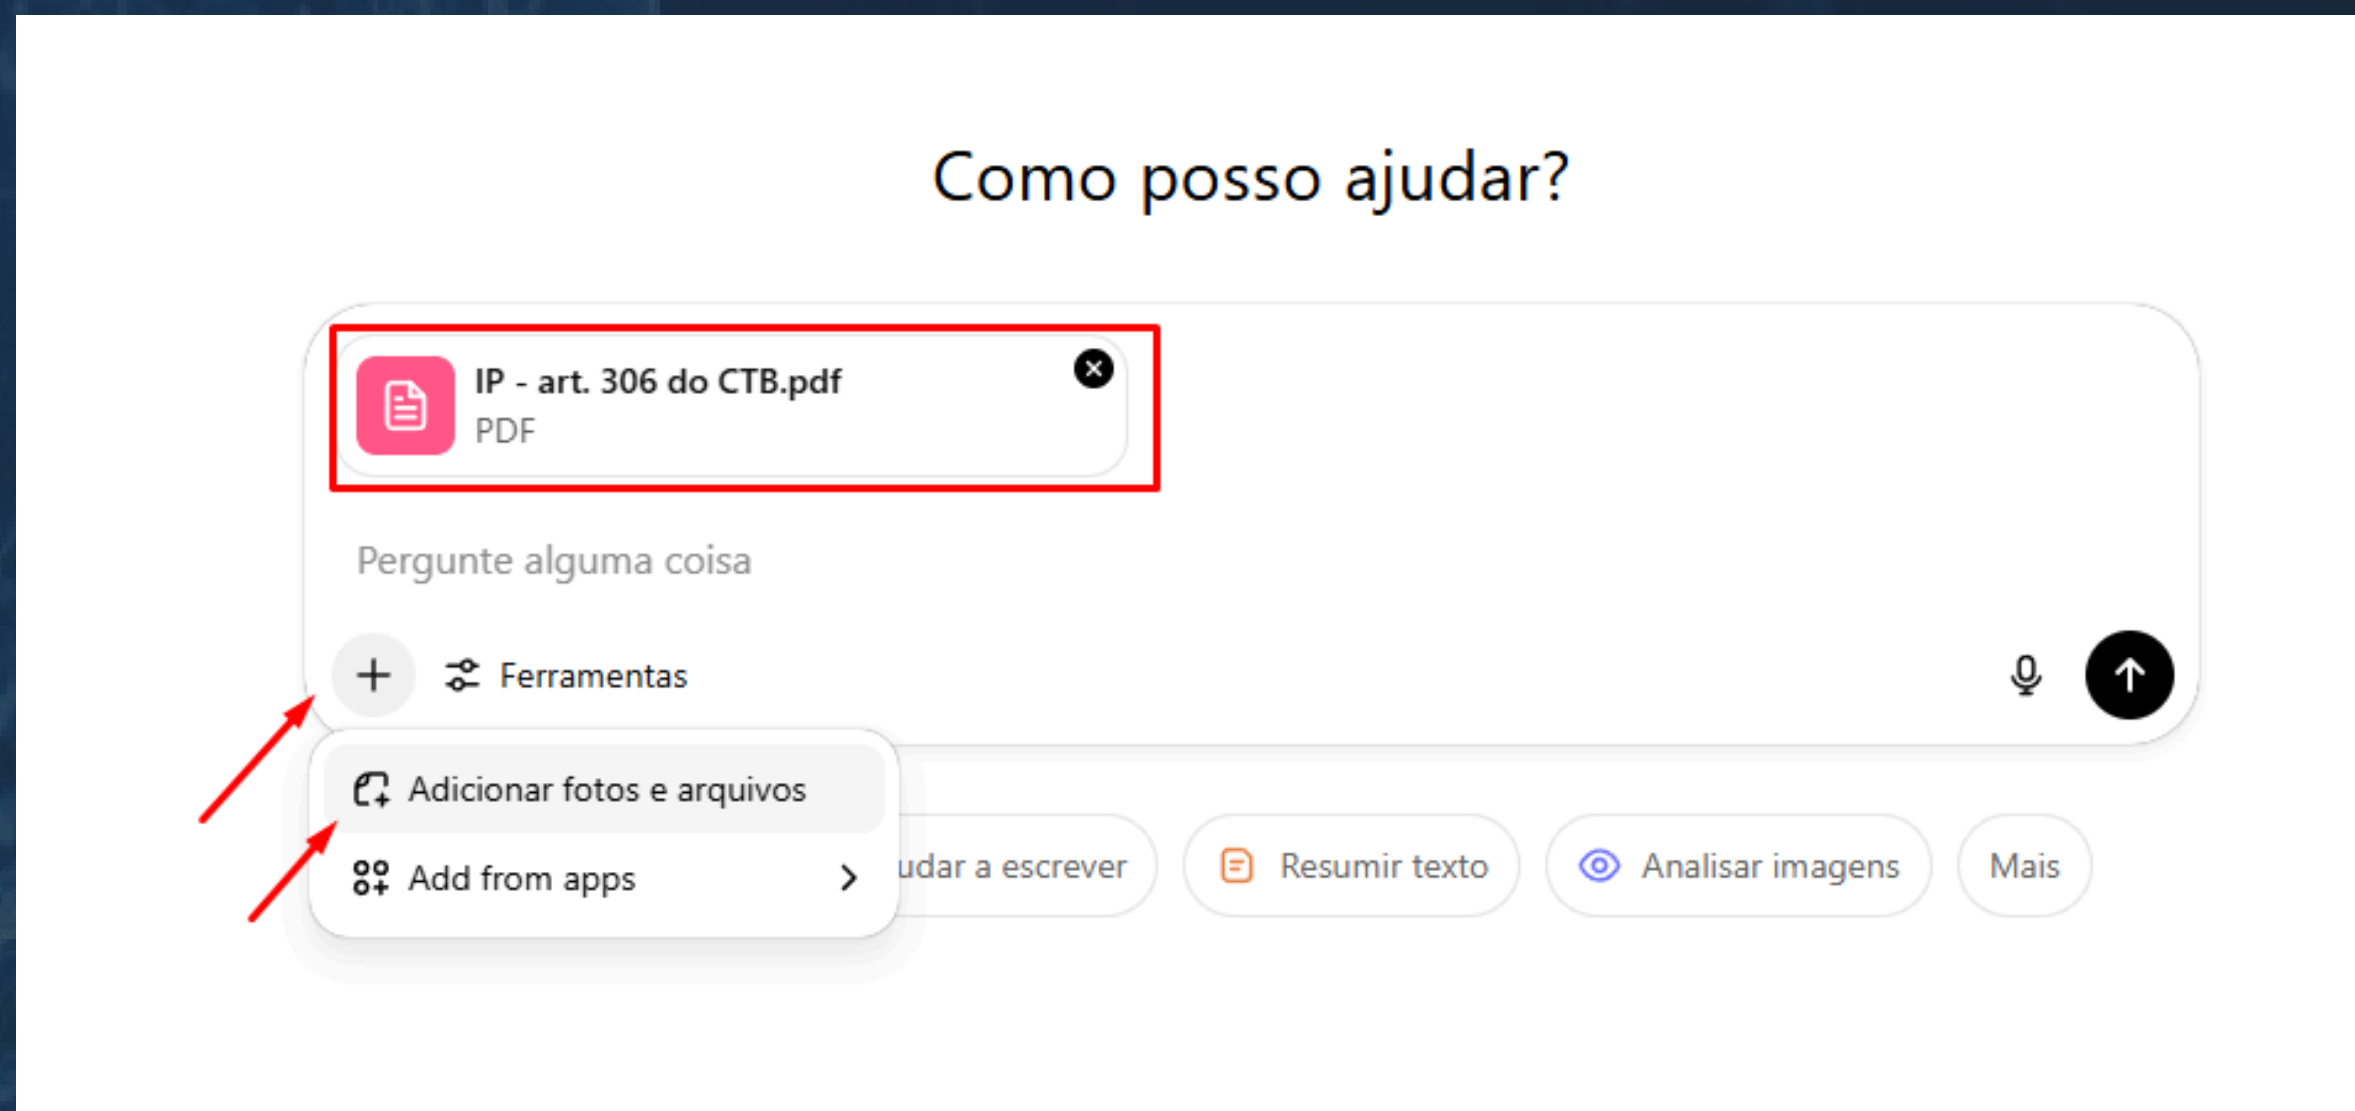 Como posso ajudar?
IP - art. 306 do CTB.pdf
PDF
Pergunte alguma coisa
Ferramentas
Adicionar fotos e arquivos
Add from apps
udar a escrever
Resumir texto
Analisar imagens
Mais